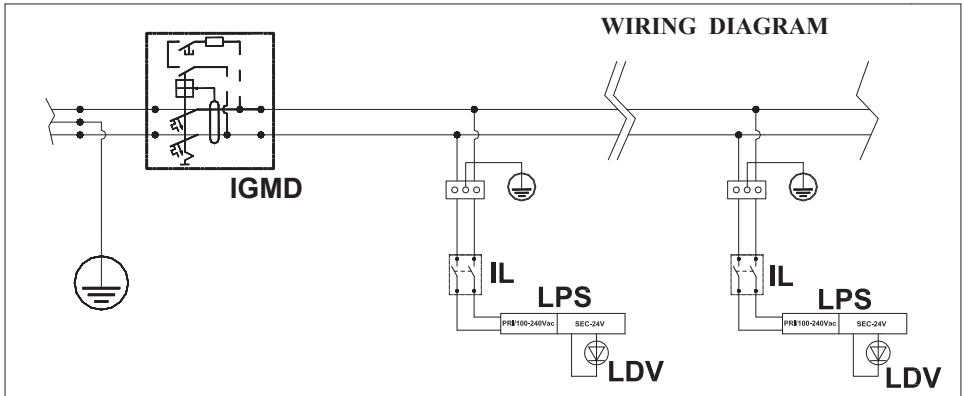 WIRING DIAGRAM
IGMD
IL
LPS
PRI/100-240Vac SEC-24V
LDV
IL
LPS
PRI/100-240Vac SEC-24V
LDV